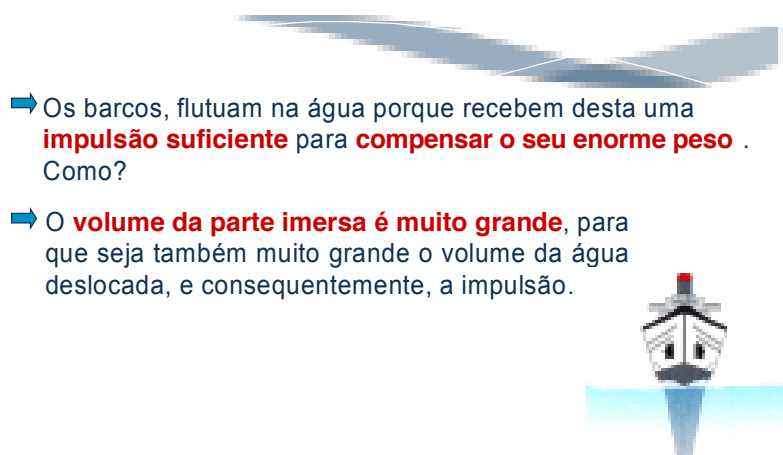 Os barcos, flutuam na água porque recebem desta uma
impulsão suficiente para compensar o seu enorme peso .
Como?
O volume da parte imersa é muito grande, para
que seja também muito grande o volume da água
deslocada, e consequentemente, a impulsão.